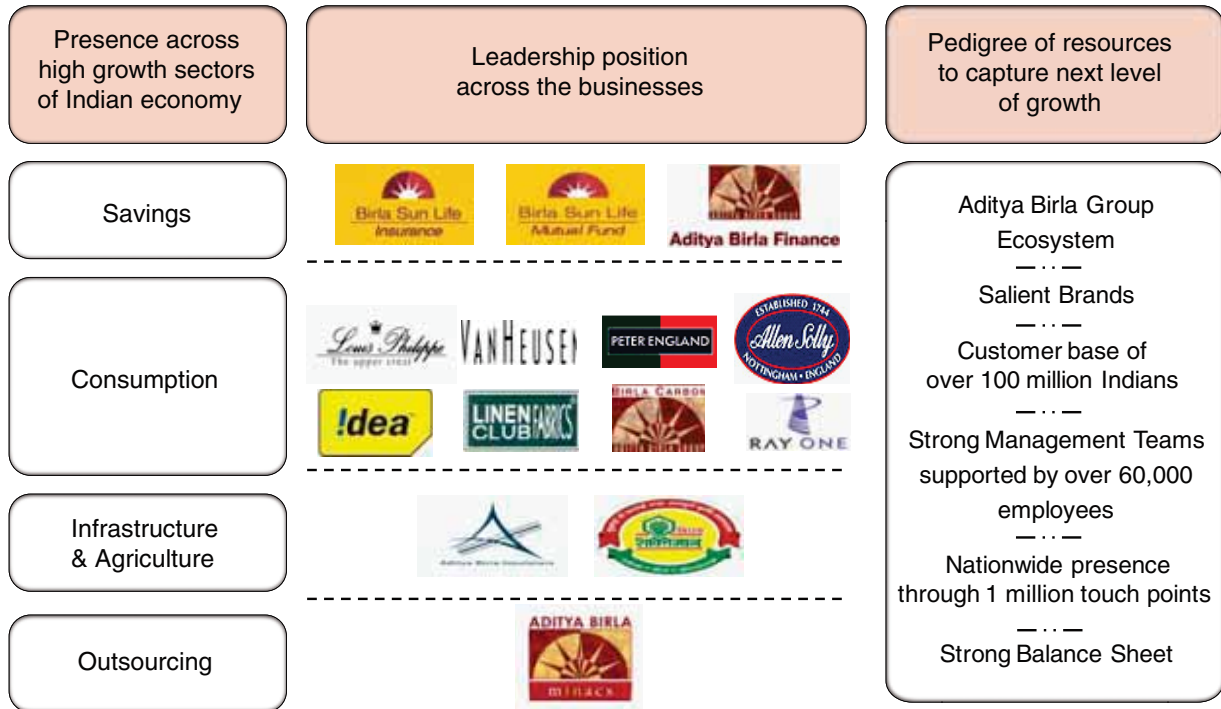 Presence across
high growth sectors
of Indian economy
Leadership position
across the businesses
Pedigree of resources
to capture next level
of growth
Savings
Birla Sun Life
Insurance
Birla Sun Life
Mutual Fund
Aditya Birla Finance
Consumption
Louis Philippe
The upper crest
VAN HEUSEN
PETER ENGLAND
ESTABLISHED 1744
Allen Solly
NOTTINGHAM • ENGLAND
!dea
LINEN
CLUB FABRICS
BIRLA CARBON
RAY ONE
Infrastructure
& Agriculture
Aditya Birla Insulators
Outsourcing
ADITYA BIRLA
minacs
Aditya Birla Group
Ecosystem
Salient Brands
Customer base of
over 100 million Indians
Strong Management Teams
supported by over 60,000
employees
Nationwide presence
through 1 million touch points
Strong Balance Sheet